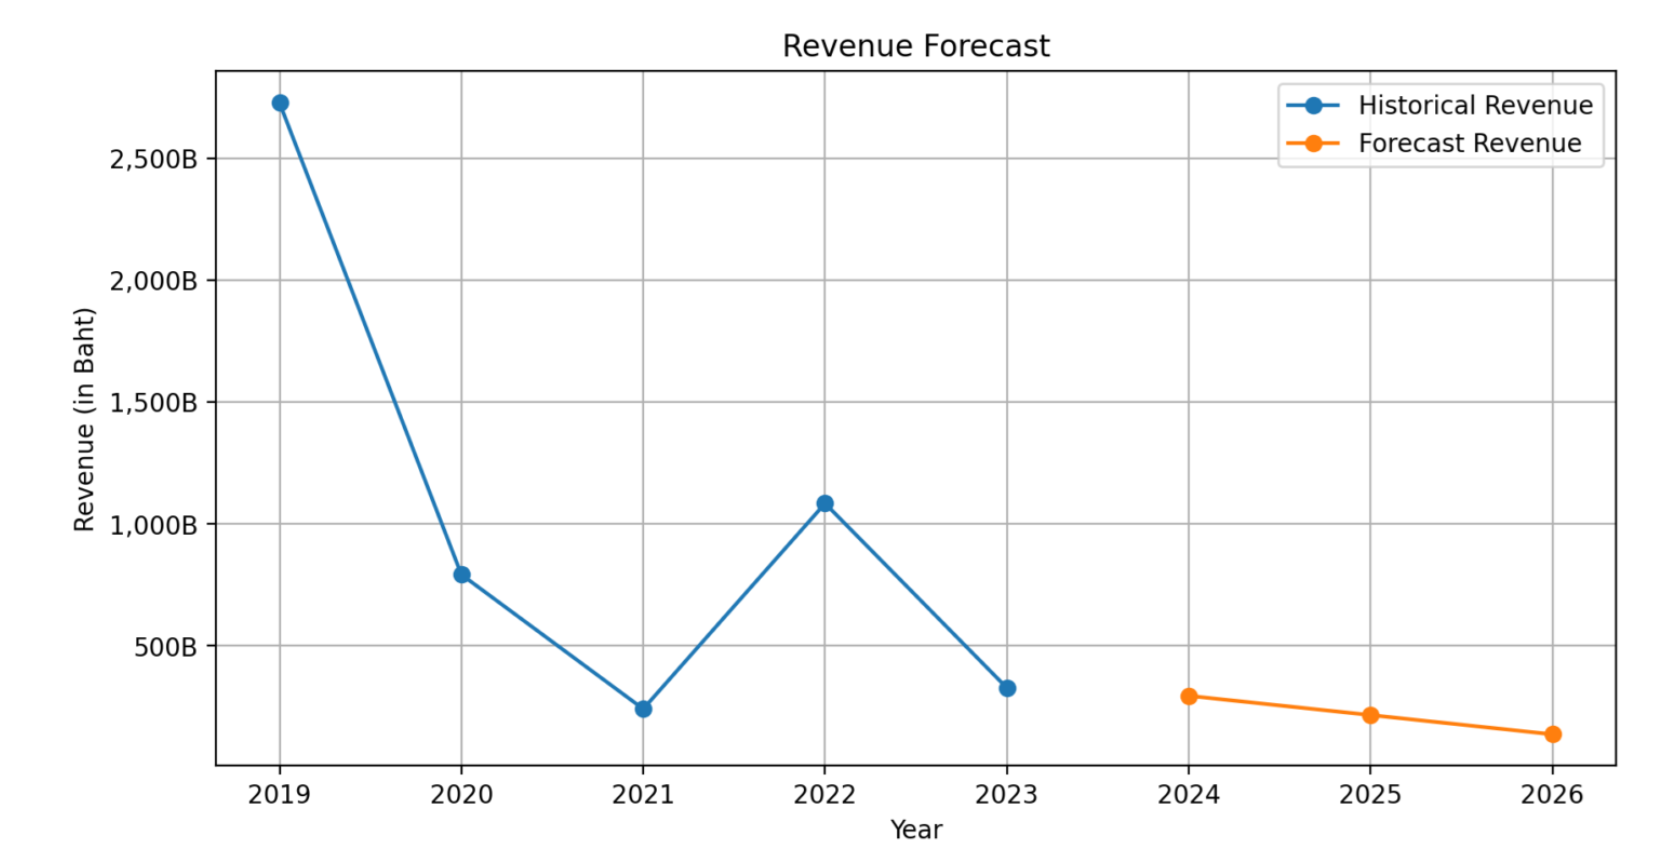 Revenue Forecast
Historical Revenue
Forecast Revenue
2,500B
2,000B
1,500B
1,000B
500B
Revenue (in Baht)
2019 2020 2021 2022 2023 2024 2025 2026
Year